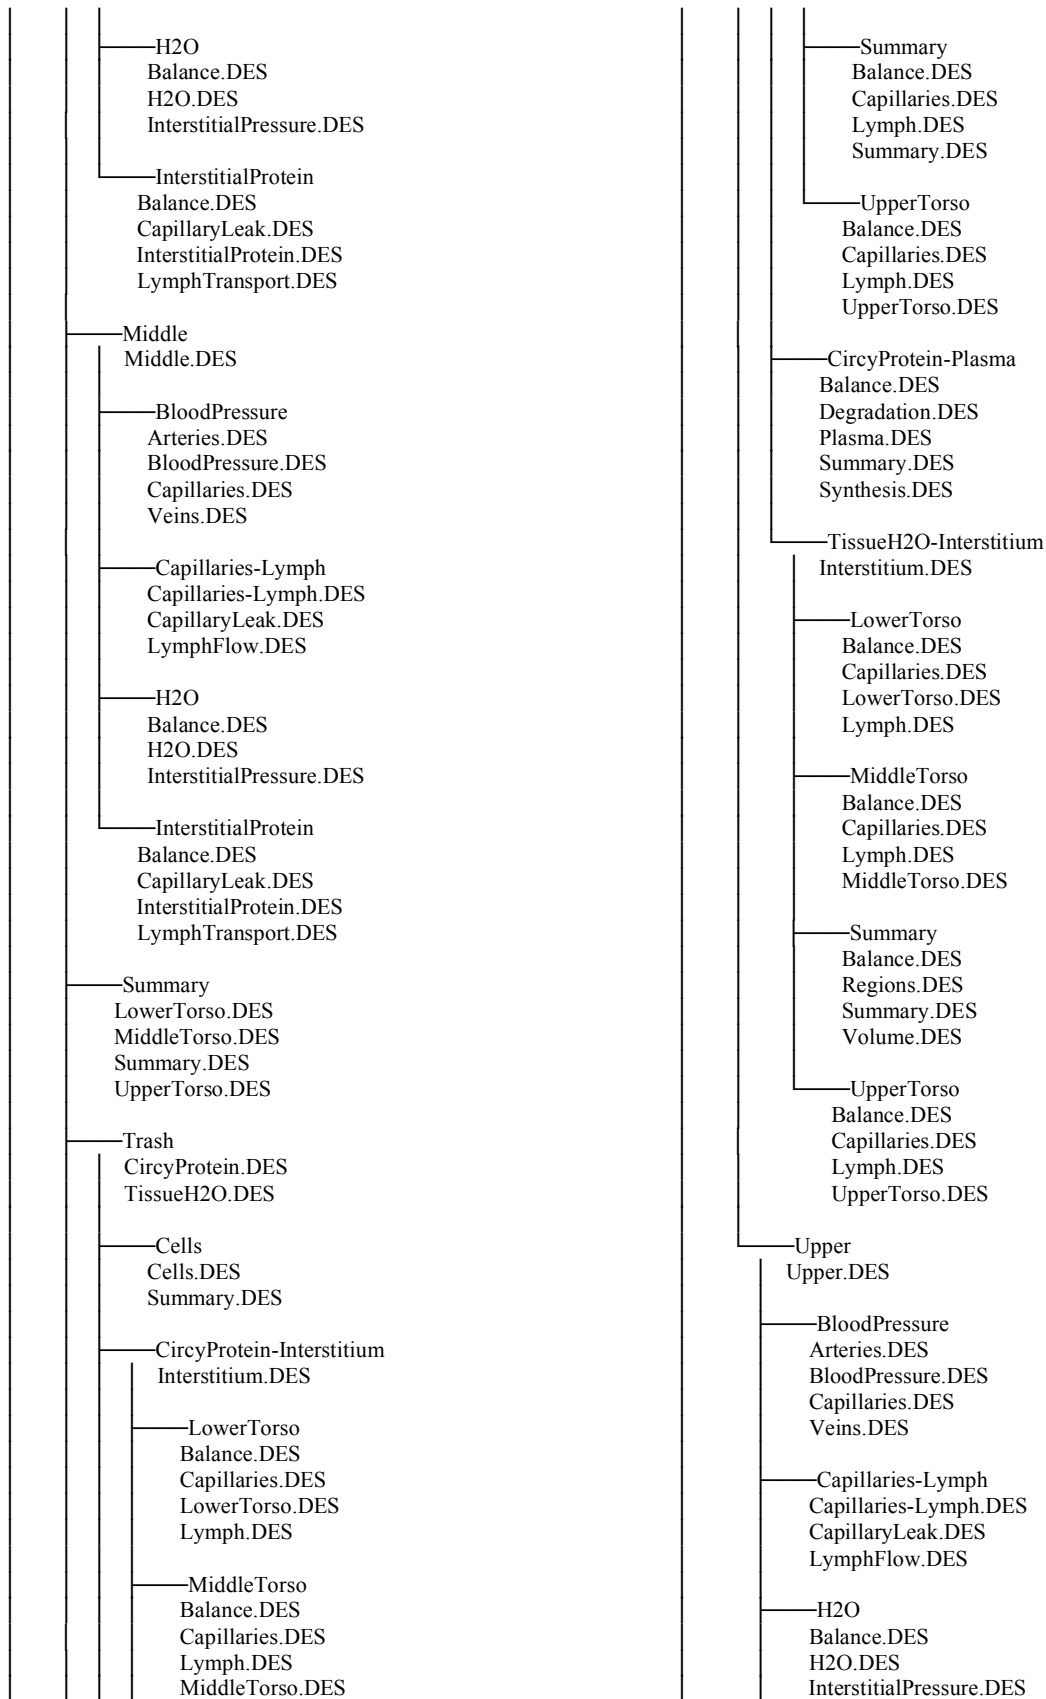 H2O
Balance.DES
H2O.DES
InterstitialPressure.DES
InterstitialProtein
Balance.DES
CapillaryLeak.DES
InterstitialProtein.DES
LymphTransport.DES
Middle
Middle.DES
BloodPressure
Arteries.DES
BloodPressure.DES
Capillaries.DES
Veins.DES
Capillaries-Lymph
Capillaries-Lymph.DES
CapillaryLeak.DES
LymphFlow.DES
H2O
Balance.DES
H2O.DES
InterstitialPressure.DES
InterstitialProtein
Balance.DES
CapillaryLeak.DES
InterstitialProtein.DES
LymphTransport.DES
Summary
LowerTorso.DES
MiddleTorso.DES
Summary.DES
UpperTorso.DES
Trash
CircyProtein.DES
TissueH2O.DES
Cells
Cells.DES
Summary.DES
CircyProtein-Interstitium
Interstitium.DES
LowerTorso
Balance.DES
Capillaries.DES
LowerTorso.DES
Lymph.DES
MiddleTorso
Balance.DES
Capillaries.DES
Lymph.DES
MiddleTorso.DES
Summary
Balance.DES
Capillaries.DES
Lymph.DES
Summary.DES
UpperTorso
Balance.DES
Capillaries.DES
Lymph.DES
UpperTorso.DES
CircyProtein-Plasma
Balance.DES
Degradation.DES
Plasma.DES
Summary.DES
Synthesis.DES
TissueH2O-Interstitium
Interstitium.DES
LowerTorso
Balance.DES
Capillaries.DES
LowerTorso.DES
Lymph.DES
MiddleTorso
Balance.DES
Capillaries.DES
Lymph.DES
MiddleTorso.DES
Summary
Balance.DES
Regions.DES
Summary.DES
Volume.DES
UpperTorso
Balance.DES
Capillaries.DES
Lymph.DES
UpperTorso.DES
Upper
Upper.DES
BloodPressure
Arteries.DES
BloodPressure.DES
Capillaries.DES
Veins.DES
Capillaries-Lymph
Capillaries-Lymph.DES
CapillaryLeak.DES
LymphFlow.DES
H2O
Balance.DES
H2O.DES
InterstitialPressure.DES